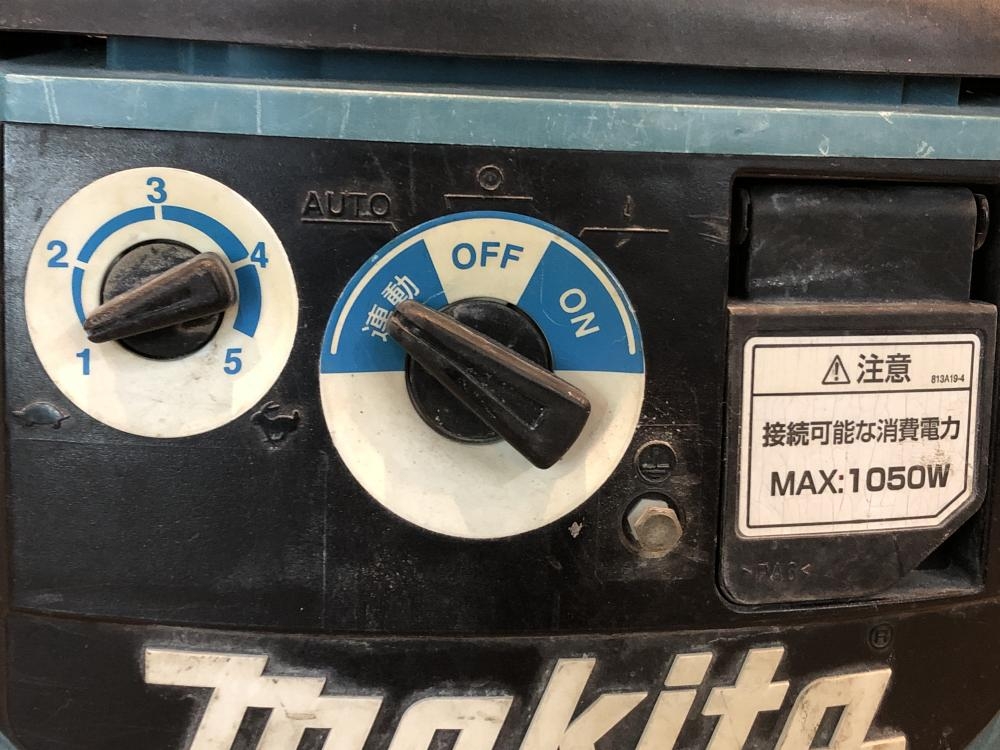 AUTO
連動
OFF
ON
1
2
3
4
5
注意
813A19-4
接続可能な消費電力
MAX:1050W
>PA6<
®
makita